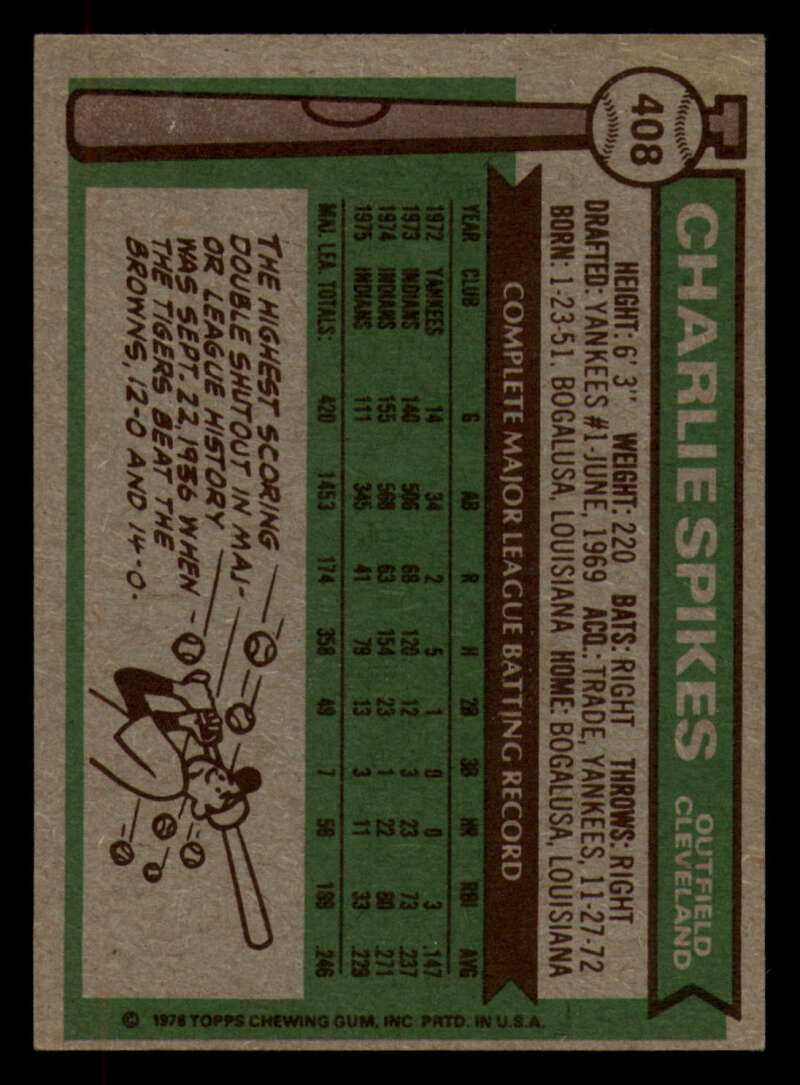 408
CHARLIE SPIKES
OUTFIELD
CLEVELAND
HEIGHT: 6' 3" WEIGHT: 220 BATS: RIGHT THROWS: RIGHT
DRAFTED: YANKEES #1-JUNE, 1969 ACQ.: TRADE, YANKEES, 11-27-72
BORN: 1-23-51, BOGALUSA, LOUISIANA HOME: BOGALUSA, LOUISIANA
COMPLETE MAJOR LEAGUE BATTING RECORD
YEAR CLUB G AB R H 2B 3B HR RBI AVG
1972 YANKEES 14 34 2 5 1 0 0 3 .147
1973 INDIANS 140 506 68 120 12 3 23 73 .237
1974 INDIANS 155 568 63 154 23 1 22 80 .271
1975 INDIANS 111 345 41 79 13 3 11 33 .229
MAJ. LEA. TOTALS: 420 1453 174 358 49 7 56 189 .246
THE HIGHEST SCORING
DOUBLE SHUTOUT IN MAJ-
OR LEAGUE HISTORY
WAS SEPT. 22, 1936 WHEN
THE TIGERS BEAT THE
BROWNS, 12-0 AND 14-0.
© 1976 TOPPS CHEWING GUM, INC PRTD. IN U.S.A.